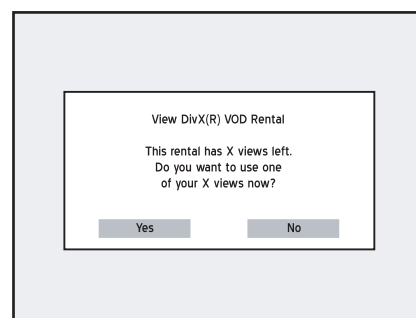 View DivX(R) VOD Rental
This rental has X views left.
Do you want to use one
of your X views now?
Yes No